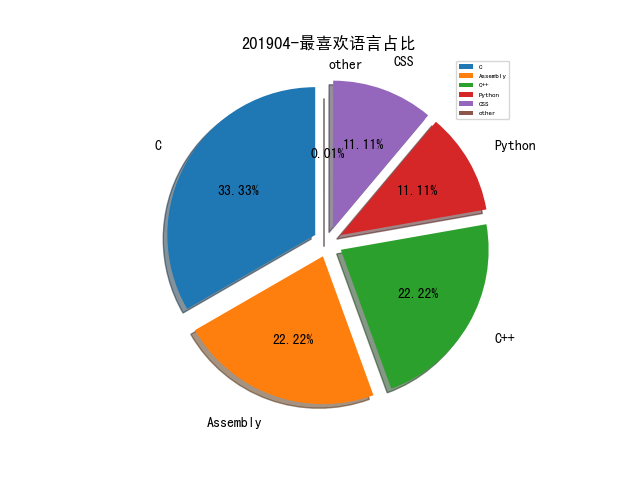 201904-最喜欢语言占比
other
CSS
C
Assembly
C++
Python
CSS
other
C
Python
0.01%
11.11%
33.33%
11.11%
22.22%
22.22%
C++
Assembly